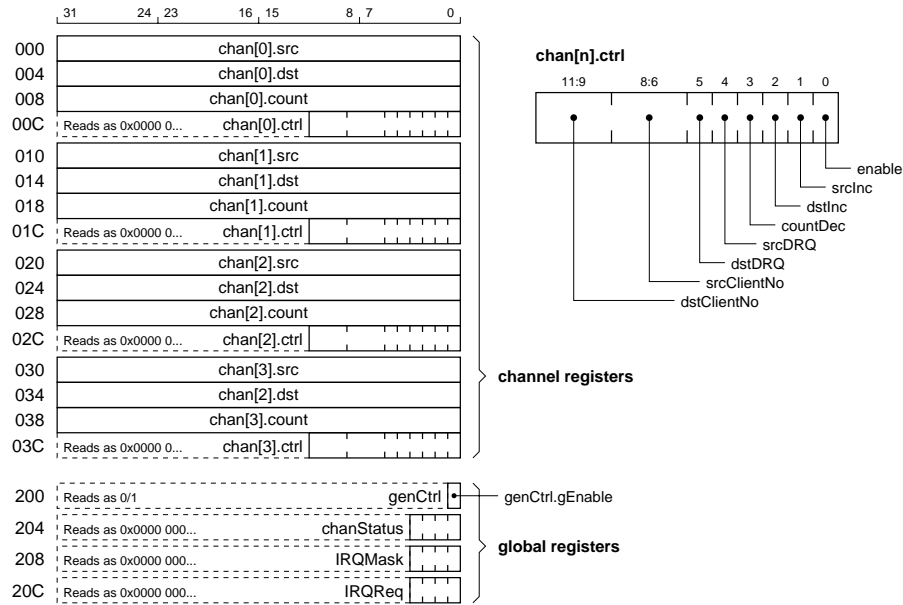 31 24 23 16 15 8 7 0
000 chan[0].src
004 chan[0].dst
008 chan[0].count
00C Reads as 0x0000 0... chan[0].ctrl
010 chan[1].src
014 chan[1].dst
018 chan[1].count
01C Reads as 0x0000 0... chan[1].ctrl
020 chan[2].src
024 chan[2].dst
028 chan[2].count
02C Reads as 0x0000 0... chan[2].ctrl
030 chan[3].src
034 chan[2].dst
038 chan[3].count
03C Reads as 0x0000 0... chan[3].ctrl
channel registers
200 Reads as 0/1 genCtrl genCtrl.gEnable
204 Reads as 0x0000 000... chanStatus
208 Reads as 0x0000 000... IRQMask
20C Reads as 0x0000 000... IRQReq
global registers
chan[n].ctrl
11:9 8:6 5 4 3 2 1 0
enable
srcInc
dstInc
countDec
srcDRQ
dstDRQ
srcClientNo
dstClientNo